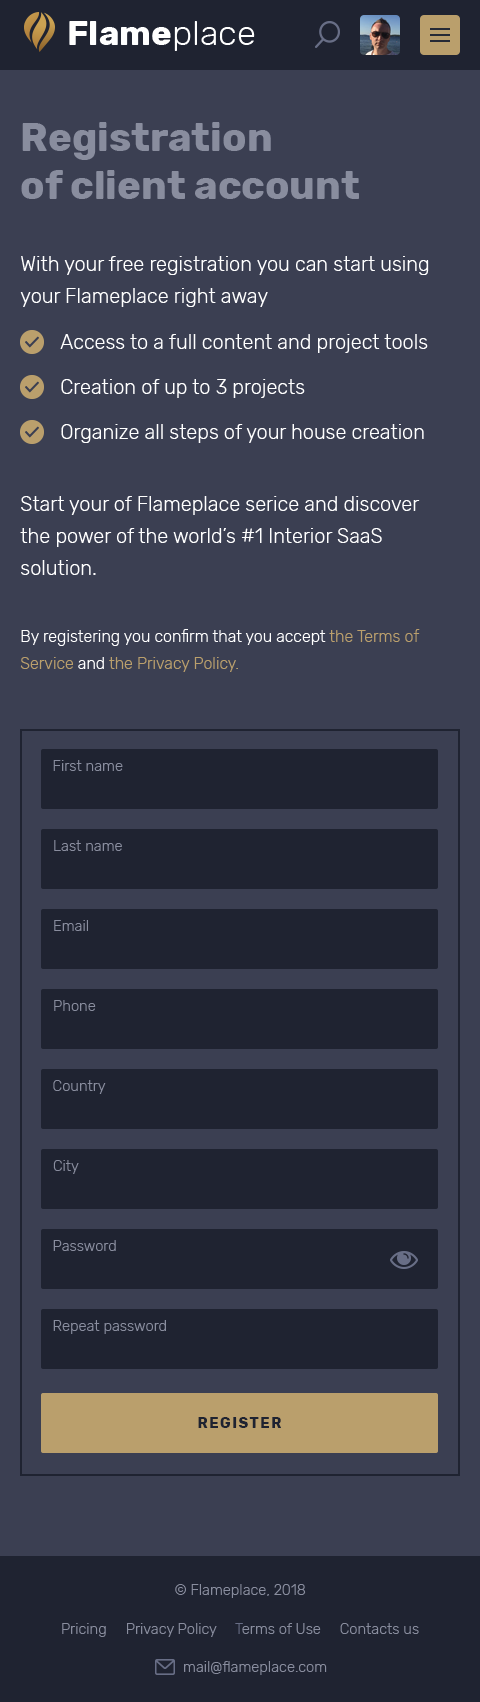 Flameplace
Registration
of client account
With your free registration you can start using
your Flameplace right away
Access to a full content and project tools
Creation of up to 3 projects
Organize all steps of your house creation
Start your of Flameplace serice and discover
the power of the world's #1 Interior SaaS
solution.
By registering you confirm that you accept the Terms of
Service and the Privacy Policy.
First name
Last name
Email
Phone
Country
City
Password
Repeat password
REGISTER
© Flameplace, 2018
Pricing Privacy Policy Terms of Use Contacts us
mail@flameplace.com